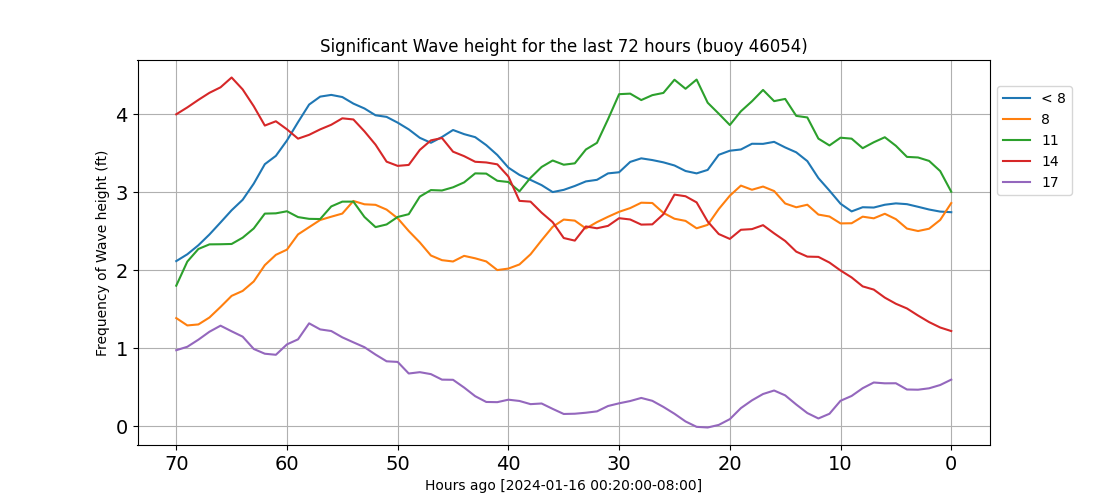 Significant Wave height for the last 72 hours (buoy 46054)
Frequency of Wave height (ft)
4
3
2
1
0
70 60 50 40 30 20 10 0
Hours ago [2024-01-16 00:20:00-08:00]
< 8
8
11
14
17